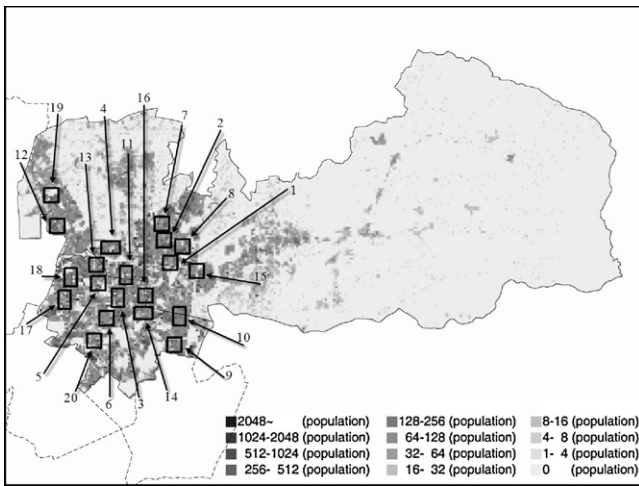 19 4 16 7 2
12 13 11 8 1
18 15
17 10
5 20 6 3 14 9
2048~ (population) 128-256 (population) 8-16 (population)
1024-2048 (population) 64-128 (population) 4- 8 (population)
512-1024 (population) 32- 64 (population) 1- 4 (population)
256- 512 (population) 16- 32 (population) 0 (population)